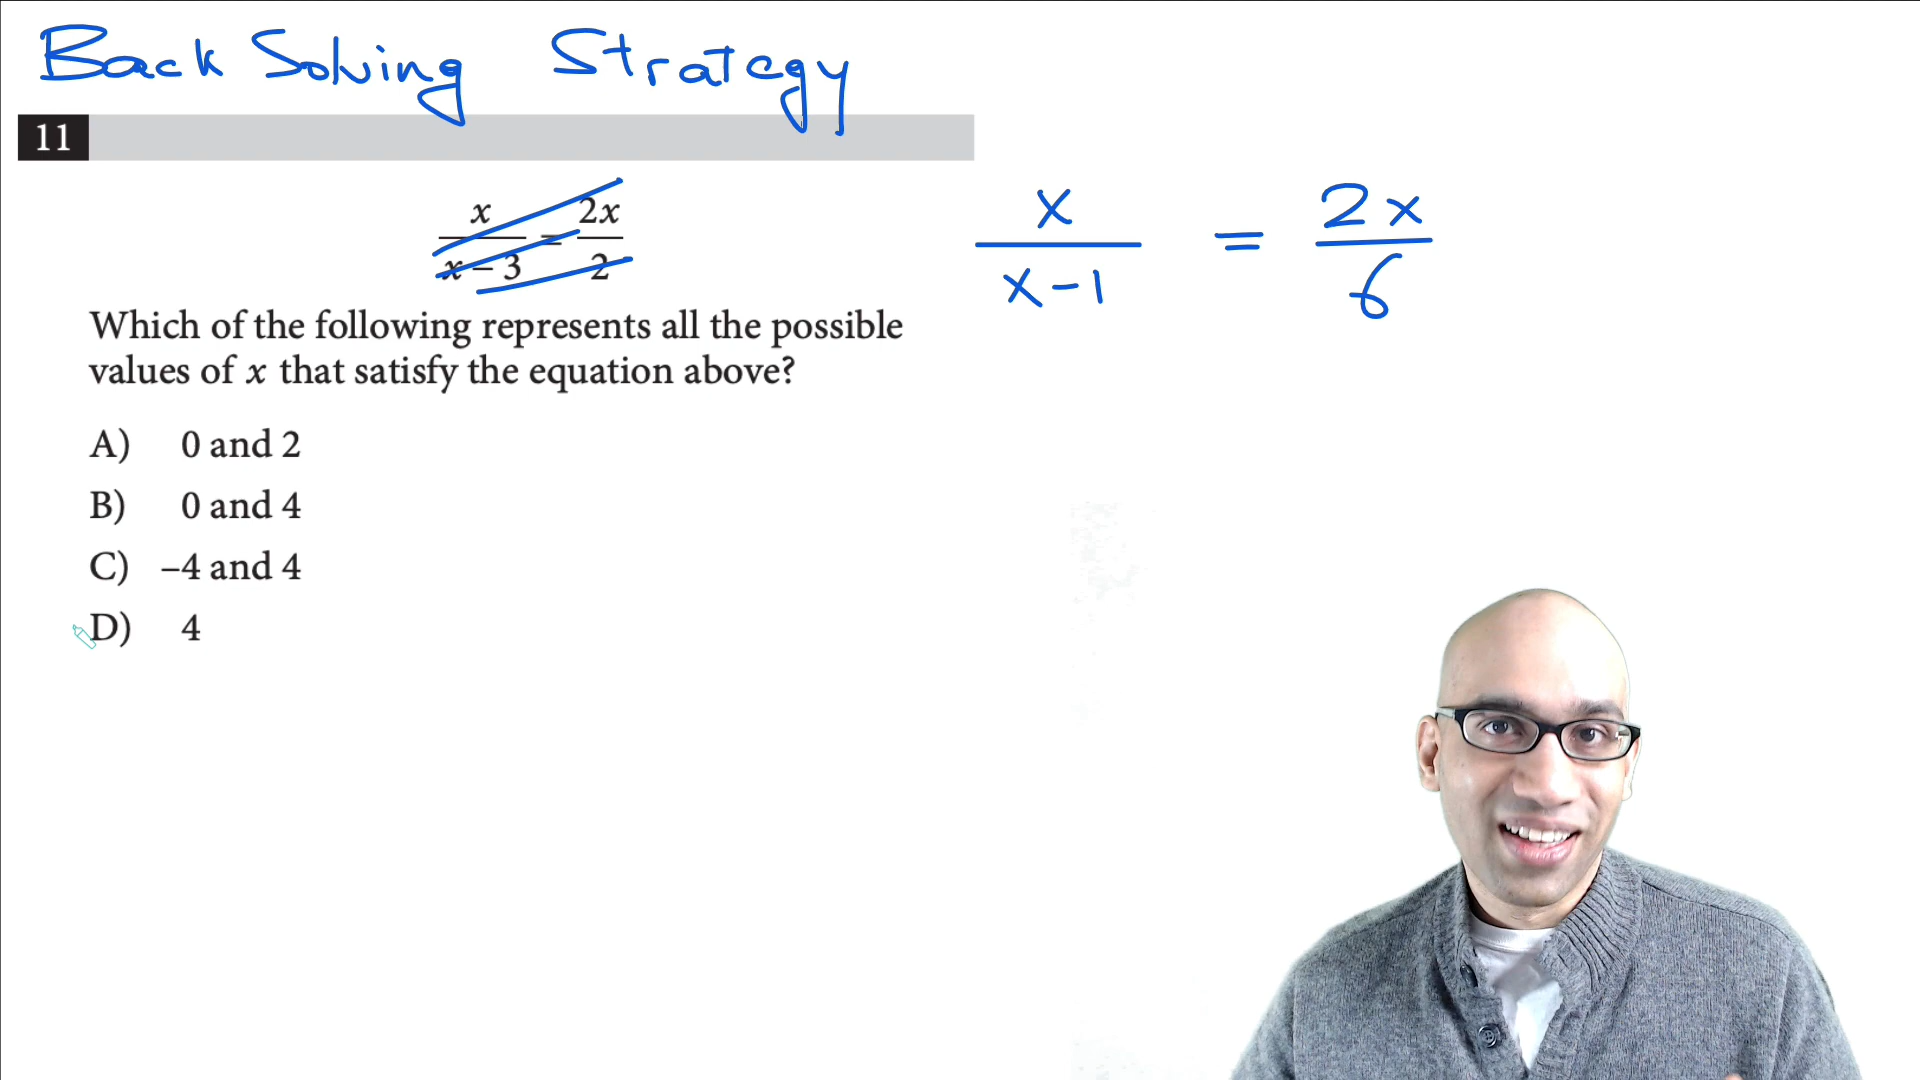 Back Solving Strategy
11
x / x – 3 = 2x / 2
x / x - 1 = 2x / 6
Which of the following represents all the possible
values of x that satisfy the equation above?
A) 0 and 2
B) 0 and 4
C) –4 and 4
D) 4